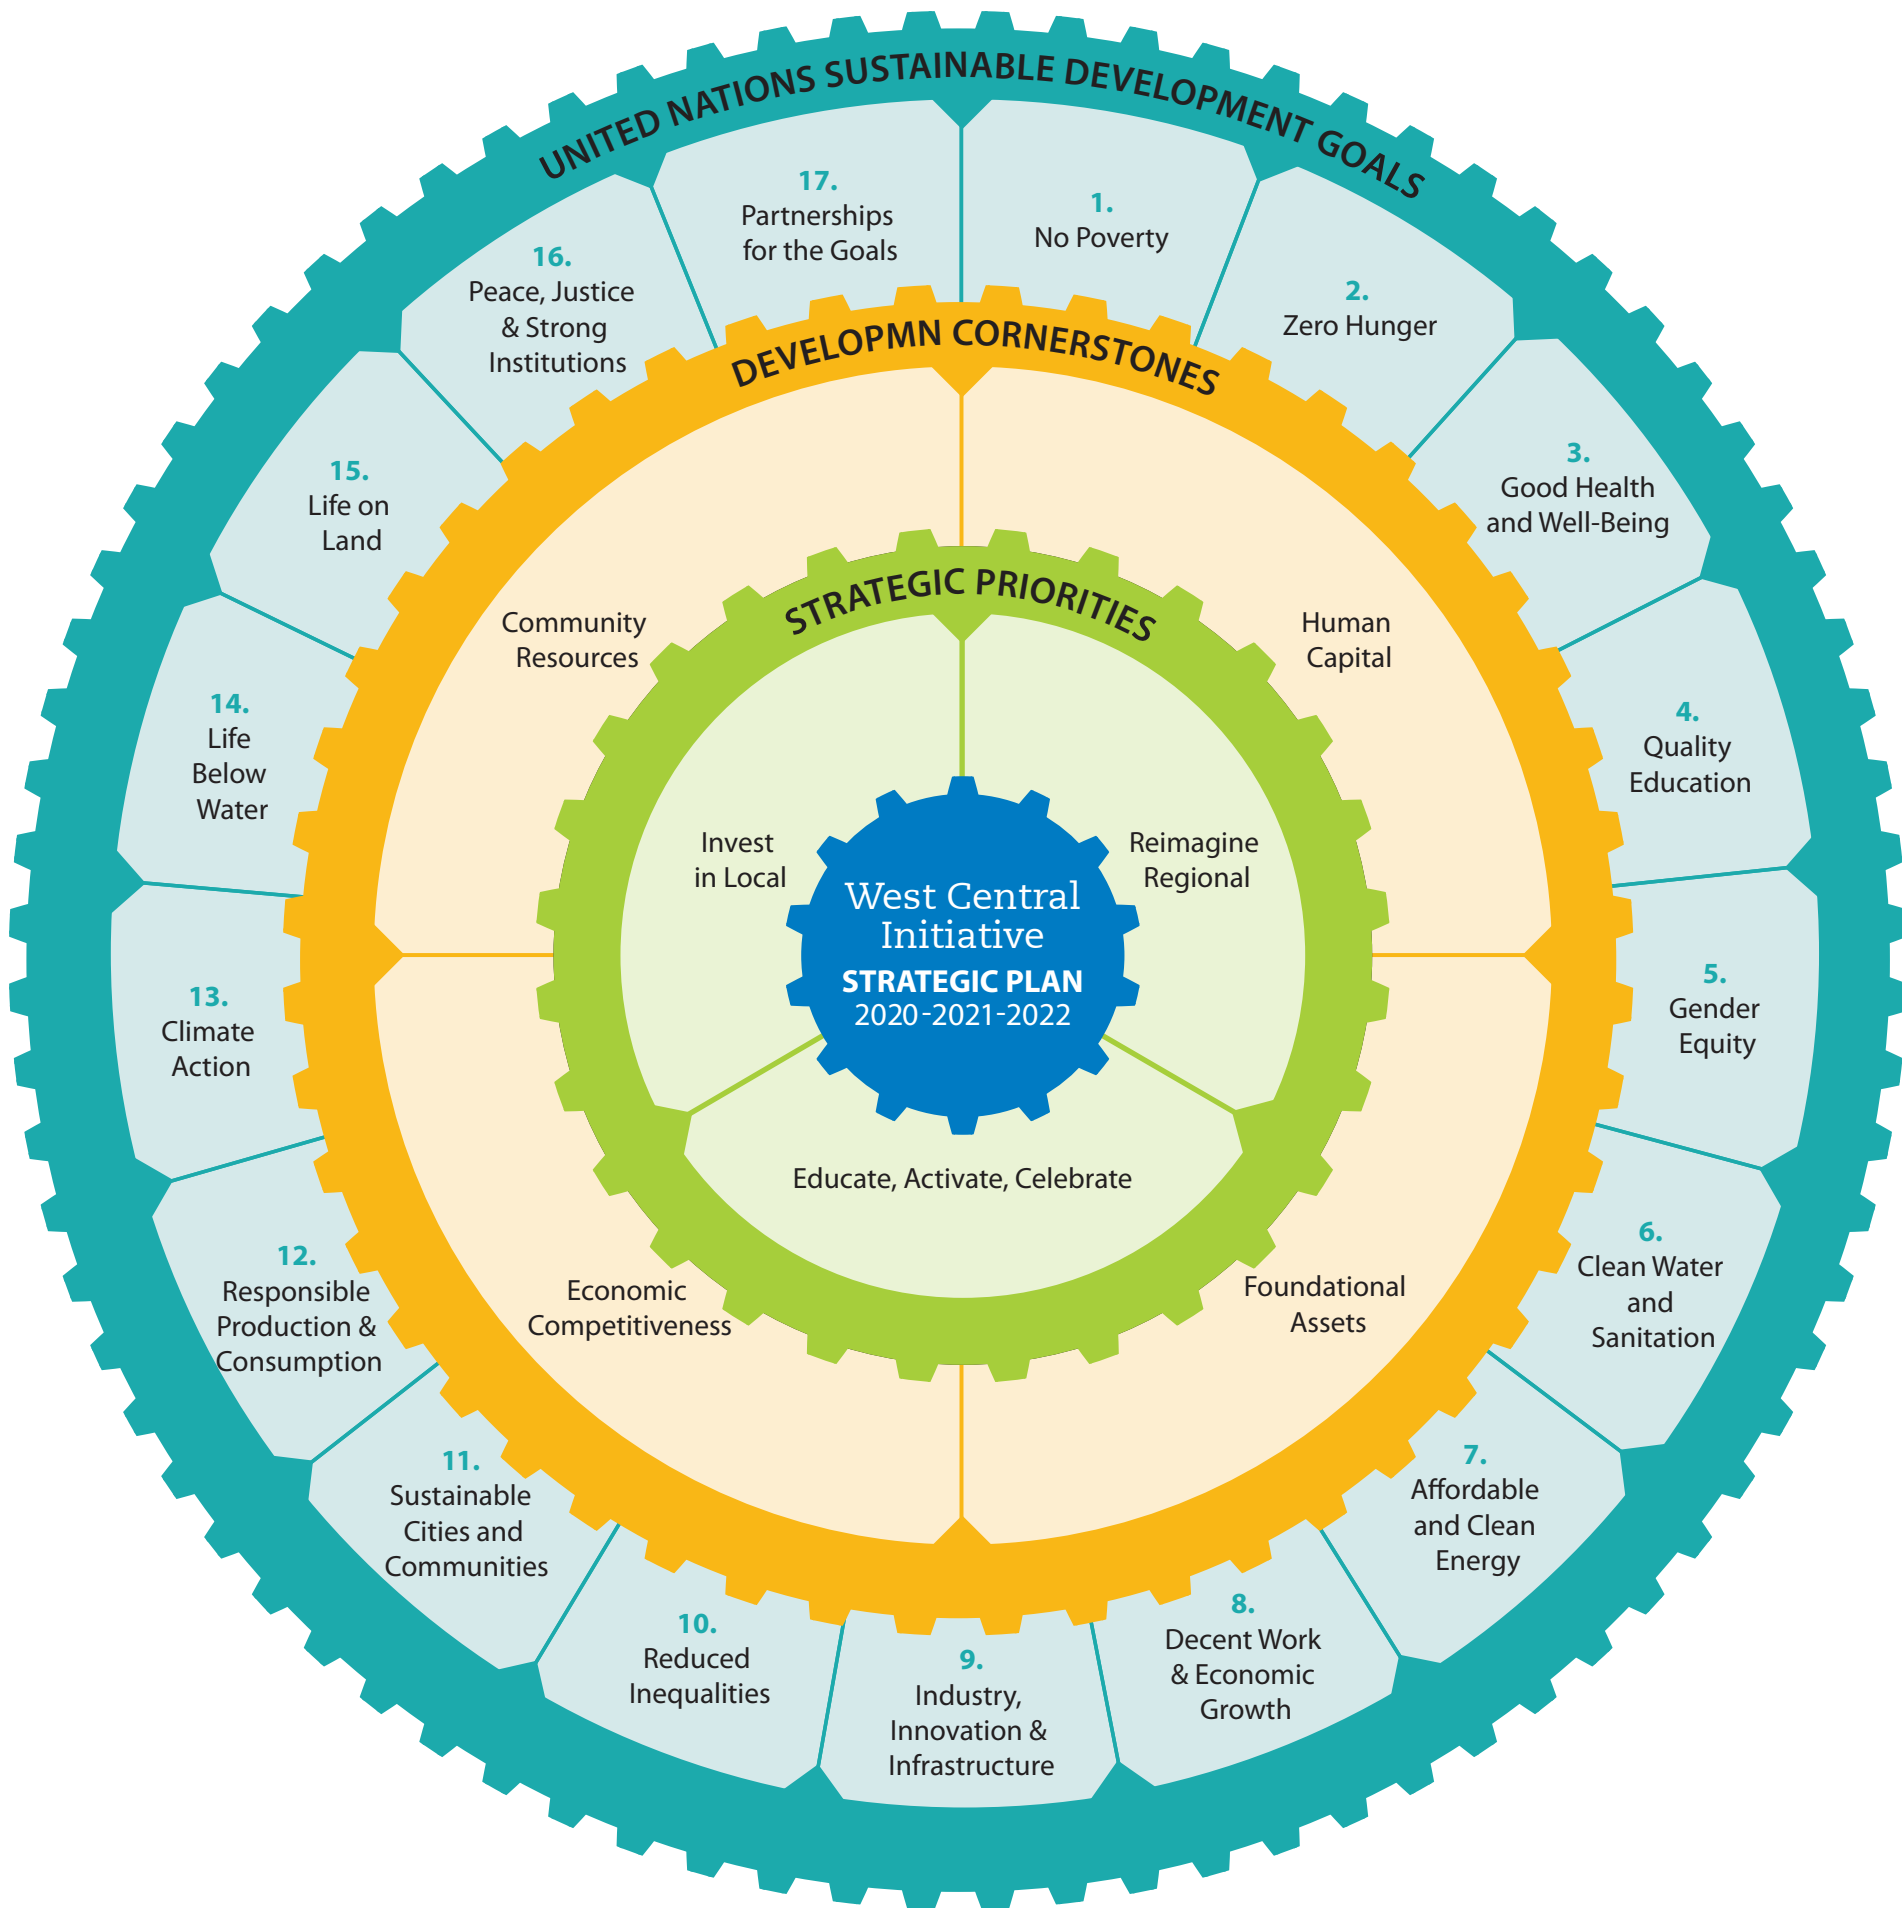 UNITED NATIONS SUSTAINABLE DEVELOPMENT GOALS
1.
No Poverty
2.
Zero Hunger
3.
Good Health
and Well-Being
4.
Quality
Education
5.
Gender
Equity
6.
Clean Water
and
Sanitation
7.
Affordable
and Clean
Energy
8.
Decent Work
& Economic
Growth
9.
Industry,
Innovation &
Infrastructure
10.
Reduced
Inequalities
11.
Sustainable
Cities and
Communities
12.
Responsible
Production &
Consumption
13.
Climate
Action
14.
Life
Below
Water
15.
Life on
Land
16.
Peace, Justice
& Strong
Institutions
17.
Partnerships
for the Goals
DEVELOPMN CORNERSTONES
Human
Capital
Foundational
Assets
Economic
Competitiveness
Community
Resources
STRATEGIC PRIORITIES
Reimagine
Regional
Educate, Activate, Celebrate
Invest
in Local
West Central
Initiative
STRATEGIC PLAN
2020-2021-2022